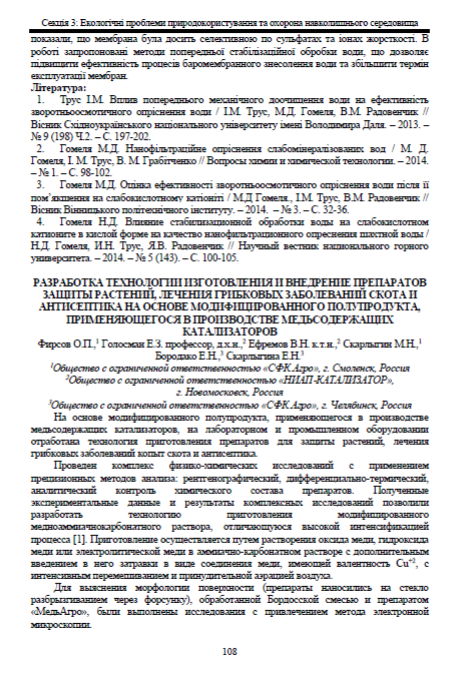 Секція 3: Екологічні проблеми природокористування та охорона навколишнього середовища
показали, що мембрана була досить селективною по сульфатах та іонах жорсткості. В
роботі запропоновані методи попередньої стабілізаційної обробки води, що дозволяє
підвищити ефективність процесів баромембранного знесолення води та збільшити термін
експлуатації мембран.
Література:
1. Трус І.М. Вплив попереднього механічного доочищення води на ефективність
зворотньоосмотичного опріснення води / І.М. Трус, М.Д. Гомеля, В.М. Радовенчик //
Вісник Східноукраїнського національного університету імені Володимира Даля. – 2013. –
№ 9 (198) Ч.2. – С. 197-202.
2. Гомеля М.Д. Нанофільтраційне опріснення слабомінералізованих вод / М. Д.
Гомеля, І. М. Трус, В. М. Грабітченко // Вопросы химии и химической технологии. – 2014.
– № 1. – С. 98-102.
3. Гомеля М.Д. Оцінка ефективності зворотньоосмотичного опріснення води після її
пом’якшення на слабокислотному катіоніті / М.Д Гомеля., І.М. Трус, В.М. Радовенчик //
Вісник Вінницького політехнічного інституту. – 2014. – № 3. – С. 32-36.
4. Гомеля Н.Д. Влияние стабилизационной обработки воды на слабокислотном
катионите в кислой форме на качество нанофильтрационного опреснения шахтной воды /
Н.Д. Гомеля, И.Н. Трус, Я.В. Радовенчик // Научный вестник национального горного
университета. – 2014. – № 5 (143). – С. 100-105.
РАЗРАБОТКА ТЕХНОЛОГИИ ИЗГОТОВЛЕНИЯ И ВНЕДРЕНИЕ ПРЕПАРАТОВ
ЗАЩИТЫ РАСТЕНИЙ, ЛЕЧЕНИЯ ГРИБКОВЫХ ЗАБОЛЕВАНИЙ СКОТА И
АНТИСЕПТИКА НА ОСНОВЕ МОДИФИЦИРОВАННОГО ПОЛУПРОДУКТА,
ПРИМЕНЯЮЩЕГОСЯ В ПРОИЗВОДСТВЕ МЕДЬСОДЕРЖАЩИХ
КАТАЛИЗАТОРОВ
Фирсов О.П.,¹ Голосман Е.З. профессор, д.х.н.,² Ефремов В.Н. к.т.н.,² Скарлыгин М.Н.,¹
Бородако Е.Н.,³ Скарлыгина Е.Н.³
¹Общество с ограниченной ответственностью «СФК Агро», г. Смоленск, Россия
²Общество с ограниченной ответственностью «НИАП-КАТАЛИЗАТОР»,
г. Новомосковск, Россия
³Общество с ограниченной ответственностью «СФК Агро», г. Челябинск, Россия
На основе модифицированного полупродукта, применяющегося в производстве
медьсодержащих катализаторов, на лабораторном и промышленном оборудовании
отработана технология приготовления препаратов для защиты растений, лечения
грибковых заболеваний копыт скота и антисептика.
Проведен комплекс физико-химических исследований с применением
прецизионных методов анализа: рентгенографический, дифференциально-термический,
аналитический контроль химического состава препаратов. Полученные
экспериментальные данные и результаты комплексных исследований позволили
разработать технологию приготовления модифицированного
медноаммиачнокарбонатного раствора, отличающуюся высокой интенсификацией
процесса [1]. Приготовление осуществляется путем растворения оксида меди, гидроксида
меди или электролитической меди в аммиачно-карбонатном растворе с дополнительным
введением в него затравки в виде соединения меди, имеющей валентность Cu⁺², с
интенсивным перемешиванием и принудительной аэрацией воздуха.
Для выяснения морфологии поверхности (препараты наносились на стекло
разбрызгиванием через форсунку), обработанной Бордосской смесью и препаратом
«МедьАгро», были выполнены исследования с привлечением метода электронной
микроскопии.
108